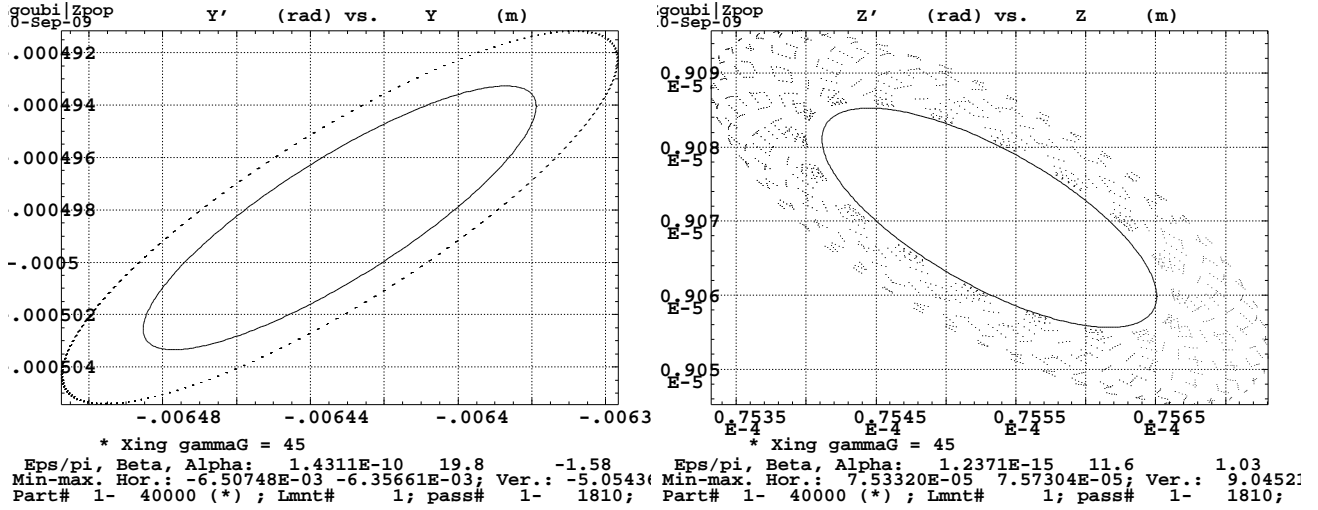 goubi|Zpop
0-Sep-09
Y' (rad) vs. Y (m)
.000492
.000494
.000496
.000498
-.0005
.000502
.000504
-.00648 -.00644 -.0064 -.0063
* Xing gammaG = 45
Eps/pi, Beta, Alpha: 1.4311E-10 19.8 -1.58
Min-max. Hor.: -6.50748E-03 -6.35661E-03; Ver.: -5.05436
Part# 1- 40000 (*) ; Lmnt# 1; pass# 1- 1810;
goubi|Zpop
0-Sep-09
Z' (rad) vs. Z (m)
0.909
E-5
0.908
E-5
0.907
E-5
0.906
E-5
0.905
E-5
0.7535 0.7545 0.7555 0.7565
E-4 E-4 E-4 E-4
* Xing gammaG = 45
Eps/pi, Beta, Alpha: 1.2371E-15 11.6 1.03
Min-max. Hor.: 7.53320E-05 7.57304E-05; Ver.: 9.04521
Part# 1- 40000 (*) ; Lmnt# 1; pass# 1- 1810;